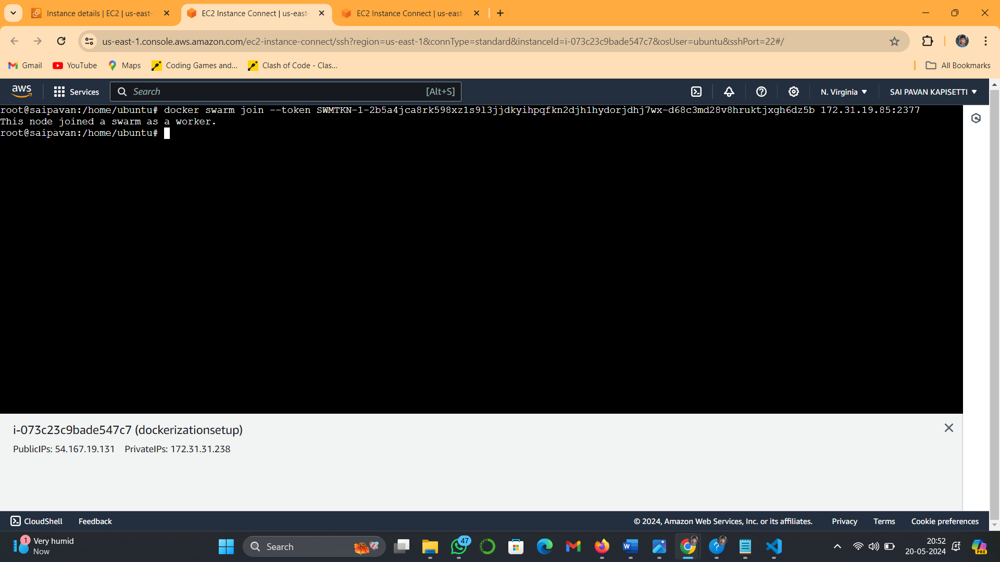 Instance details | EC2 | us-east-
EC2 Instance Connect | us-east-
EC2 Instance Connect | us-east-
us-east-1.console.aws.amazon.com/ec2-instance-connect/ssh?region=us-east-1&connType=standard&instanceId=i-073c23c9bade547c7&osUser=ubuntu&sshPort=22#/
Gmail
YouTube
Maps
Coding Games and...
Clash of Code - Clas...
All Bookmarks
aws
Services
Search
[Alt+S]
N. Virginia
SAI PAVAN KAPISETTI
root@saipavan:/home/ubuntu# docker swarm join --token SWMTKN-1-2b5a4jca8rk598xz1s9l3jjdkyihpqfkn2djh1hydorjdhj7wx-d68c3md28v8hruktjxgh6dz5b 172.31.19.85:2377
This node joined a swarm as a worker.
root@saipavan:/home/ubuntu#
i-073c23c9bade547c7 (dockerizationsetup)
PublicIPs: 54.167.19.131 PrivateIPs: 172.31.31.238
CloudShell
Feedback
© 2024, Amazon Web Services, Inc. or its affiliates.
Privacy
Terms
Cookie preferences
1
Very humid
Now
Search
47
20:52
20-05-2024
PRE